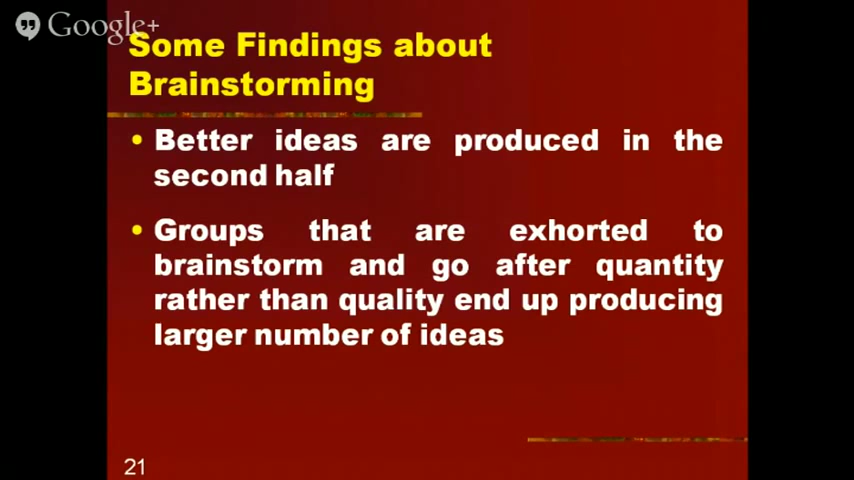 Google+
Some Findings about
Brainstorming
• Better ideas are produced in the
second half
• Groups that are exhorted to
brainstorm and go after quantity
rather than quality end up producing
larger number of ideas
21